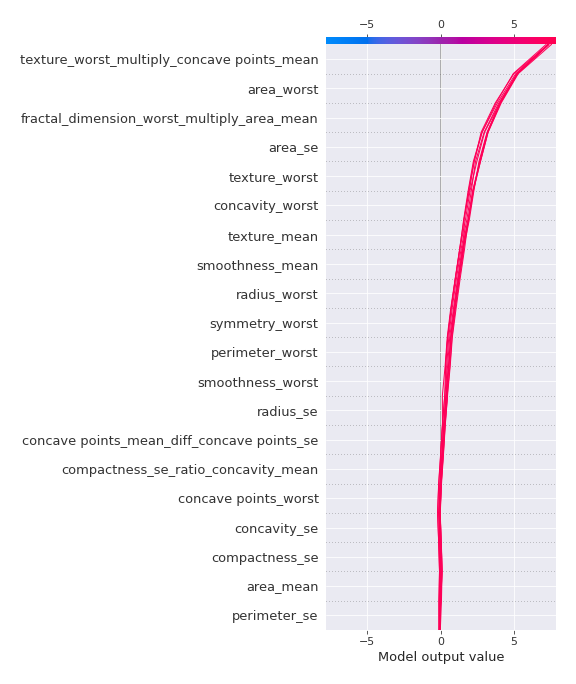 −5 0 5
texture_worst_multiply_concave points_mean
area_worst
fractal_dimension_worst_multiply_area_mean
area_se
texture_worst
concavity_worst
texture_mean
smoothness_mean
radius_worst
symmetry_worst
perimeter_worst
smoothness_worst
radius_se
concave points_mean_diff_concave points_se
compactness_se_ratio_concavity_mean
concave points_worst
concavity_se
compactness_se
area_mean
perimeter_se
−5 0 5
Model output value